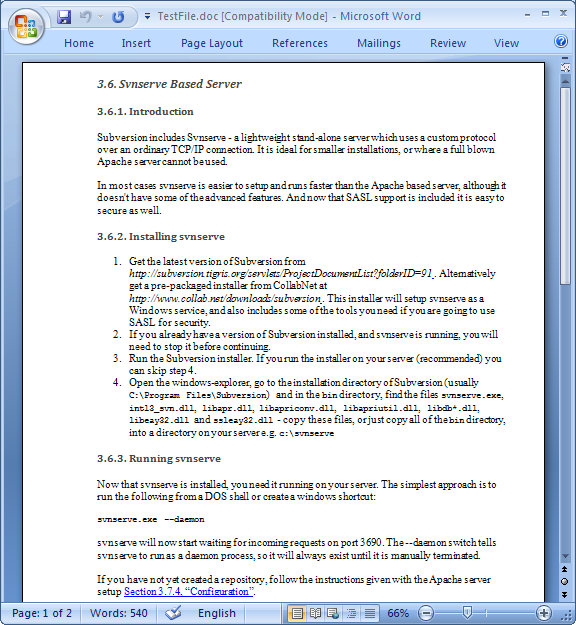 TestFile.doc [Compatibility Mode] - Microsoft Word
Home Insert Page Layout References Mailings Review View
3.6. Svnserve Based Server
3.6.1. Introduction
Subversion includes Svnserve - a lightweight stand-alone server which uses a custom protocol
over an ordinary TCP/IP connection. It is ideal for smaller installations, or where a full blown
Apache server cannot be used.
In most cases svnserve is easier to setup and runs faster than the Apache based server, although it
doesn't have some of the advanced features. And now that SASL support is included it is easy to
secure as well.
3.6.2. Installing svnserve
1. Get the latest version of Subversion from
http://subversion.tigris.org/servlets/ProjectDocumentList?folderID=91 . Alternatively
get a pre-packaged installer from CollabNet at
http://www.collab.net/downloads/subversion . This installer will setup svnserve as a
Windows service, and also includes some of the tools you need if you are going to use
SASL for security.
2. If you already have a version of Subversion installed, and svnserve is running, you will
need to stop it before continuing.
3. Run the Subversion installer. If you run the installer on your server (recommended) you
can skip step 4.
4. Open the windows-explorer, go to the installation directory of Subversion (usually
C:\Program Files\Subversion) and in the bin directory, find the files svnserve.exe,
intl3_svn.dll, libapr.dll, libapriconv.dll, libapriutil.dll, libdb*.dll,
libeay32.dll and ssleay32.dll - copy these files, or just copy all of the bin directory,
into a directory on your server e.g. c:\svnserve
3.6.3. Running svnserve
Now that svnserve is installed, you need it running on your server. The simplest approach is to
run the following from a DOS shell or create a windows shortcut:
svnserve.exe --daemon
svnserve will now start waiting for incoming requests on port 3690. The --daemon switch tells
svnserve to run as a daemon process, so it will always exist until it is manually terminated.
If you have not yet created a repository, follow the instructions given with the Apache server
setup Section 3.7.4, “Configuration”.
Page: 1 of 2 Words: 540 English 66%